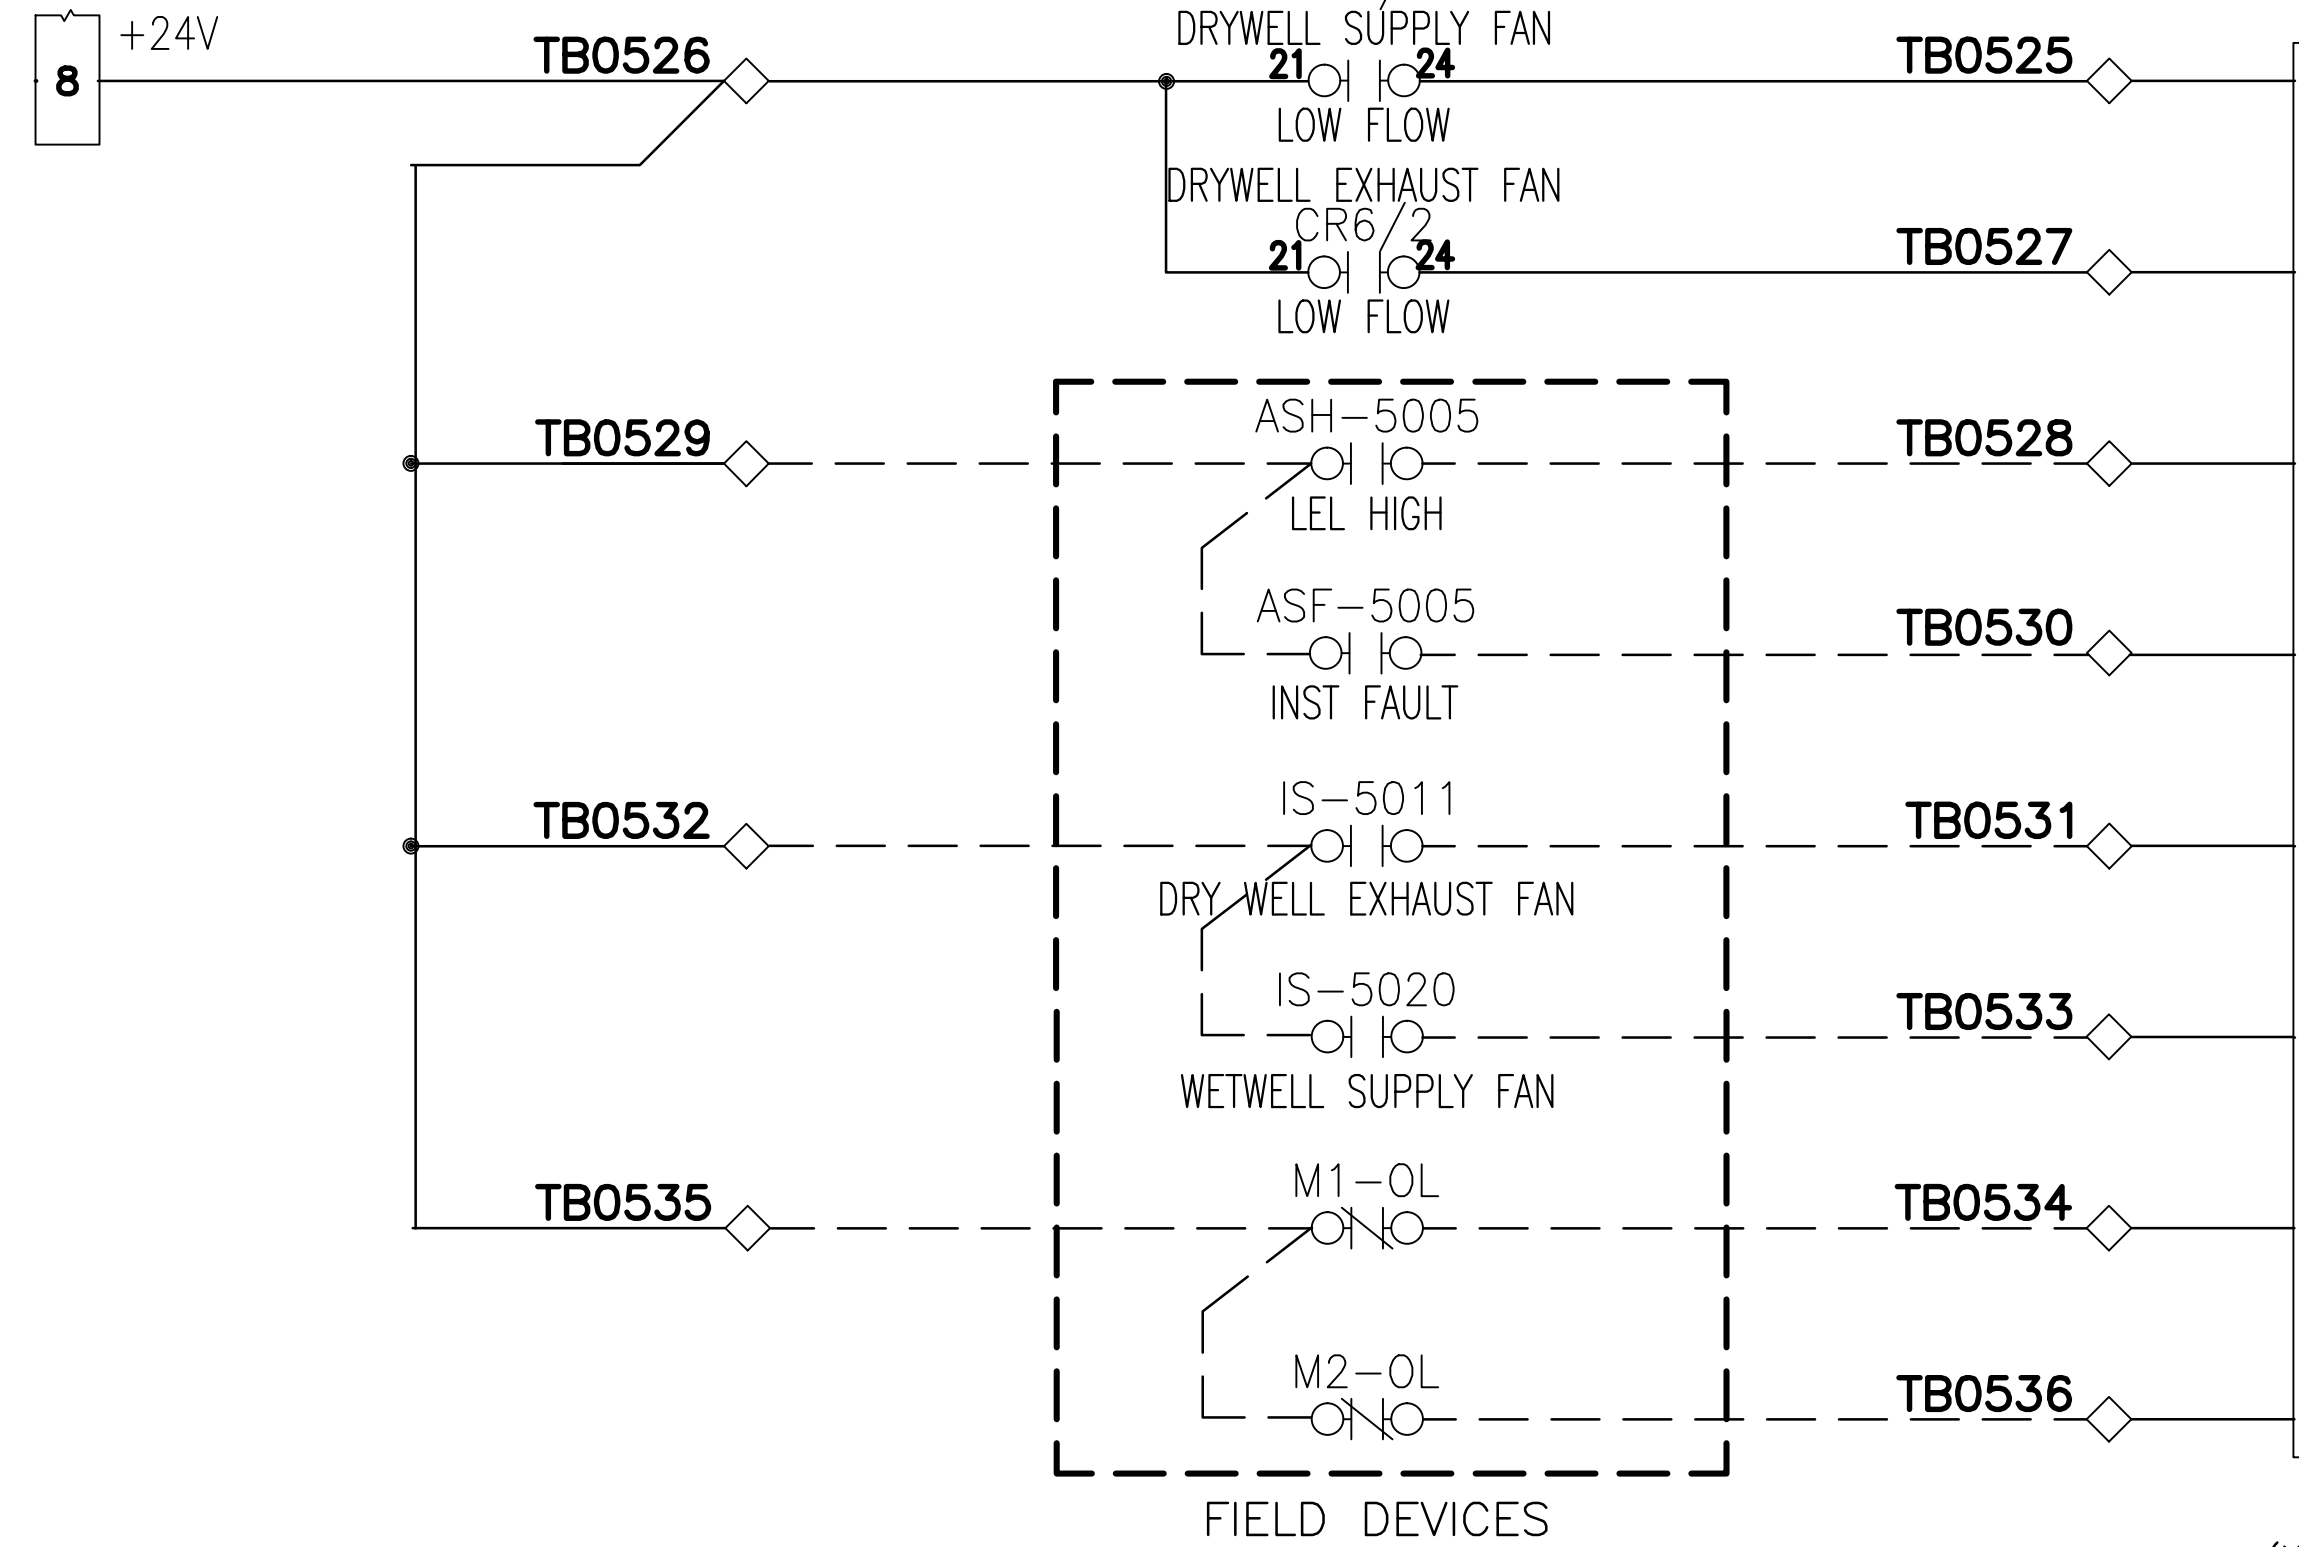 +24V
8
TB0526
DRYWELL SUPPLY FAN
21 24
LOW FLOW
TB0525
DRYWELL EXHAUST FAN
CR6/2
21 24
LOW FLOW
TB0527
TB0529
ASH-5005
LEL HIGH
TB0528
ASF-5005
INST FAULT
TB0530
TB0532
IS-5011
DRY WELL EXHAUST FAN
TB0531
IS-5020
WETWELL SUPPLY FAN
TB0533
TB0535
M1-OL
TB0534
M2-OL
TB0536
FIELD DEVICES